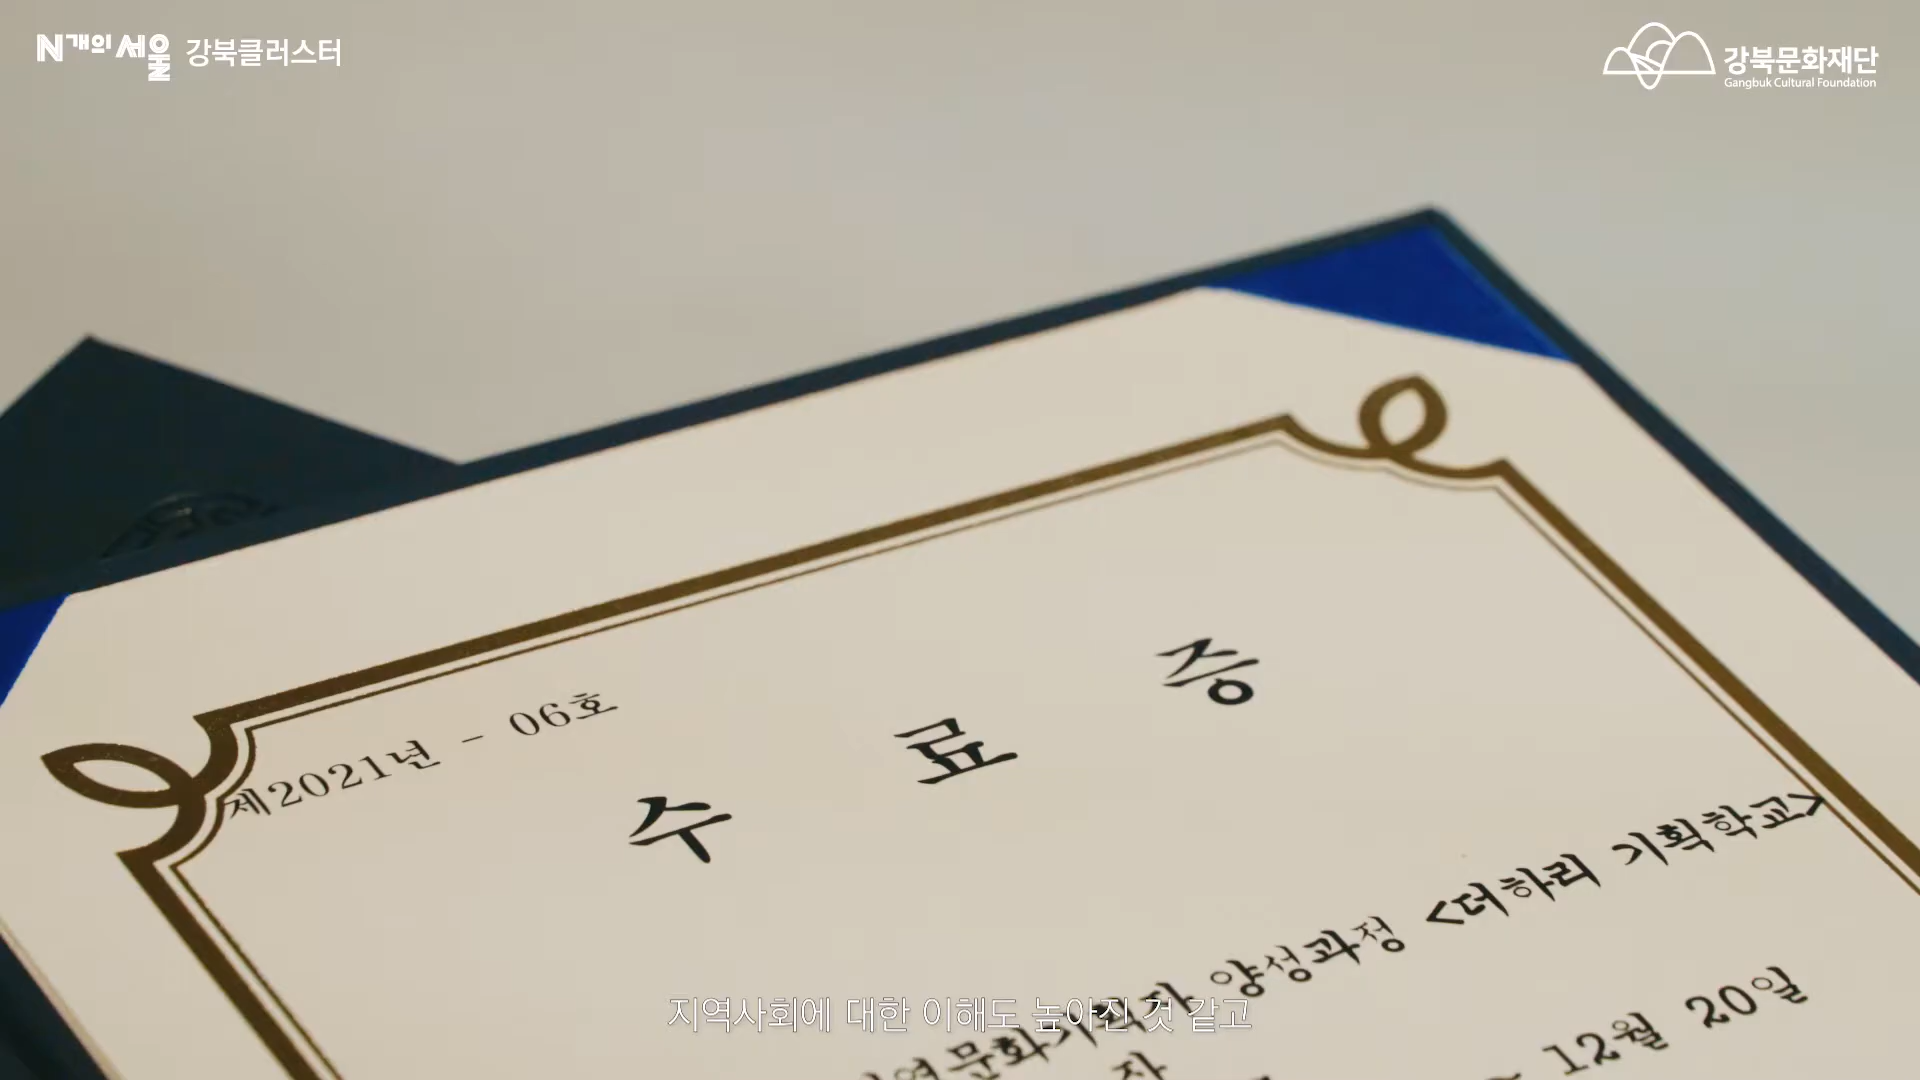 N개의 서울 강북클러스터
강북문화재단
Gangbuk Cultural Foundation
제2021년 - 06호
수 료 증
양성과정 <더하리 기획학교>
~ 12월 20일
지역사회에 대한 이해도 높아진 것 같고